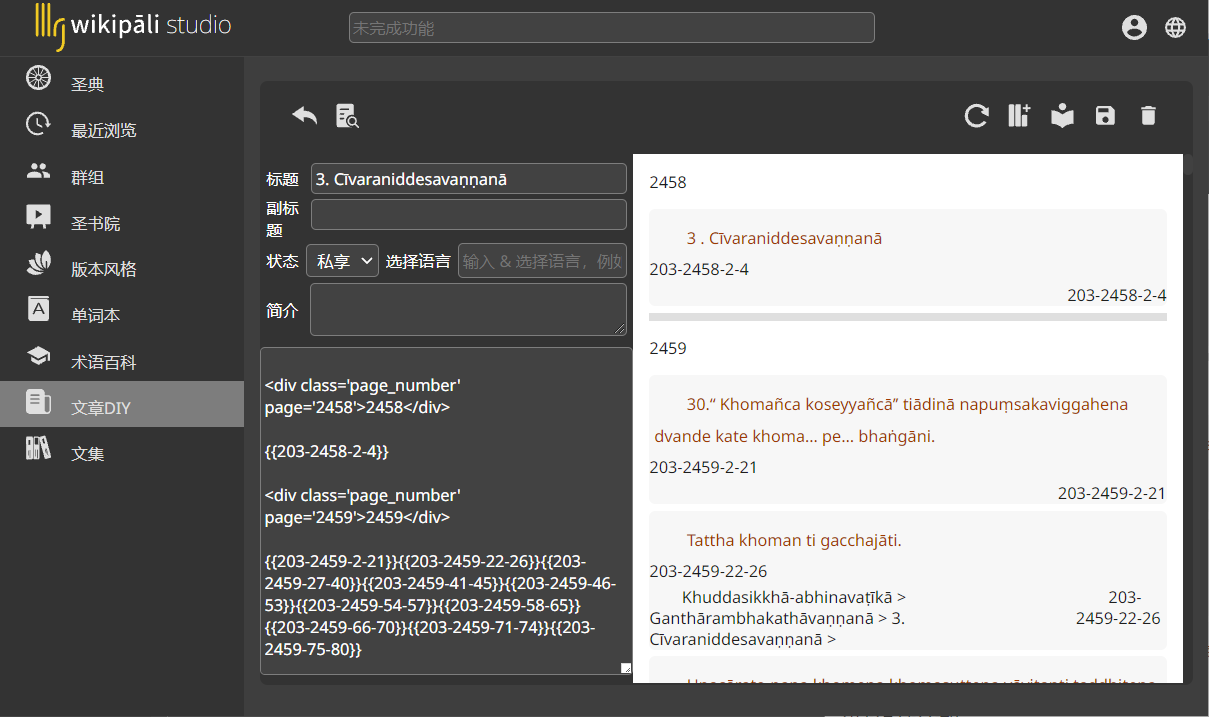 wikipāli studio
未完成功能
圣典
最近浏览
群组
圣书院
版本风格
单词本
术语百科
文章DIY
文集
标题
3. Cīvaraniddesavaṇṇanā
副标
题
状态 私享 选择语言 输入 & 选择语言，例如
简介
<div class='page_number'
page='2458'>2458</div>
{{203-2458-2-4}}
<div class='page_number'
page='2459'>2459</div>
{{203-2459-2-21}}{{203-2459-22-26}}{{203-
2459-27-40}}{{203-2459-41-45}}{{203-2459-46-
53}}{{203-2459-54-57}}{{203-2459-58-65}}
{{203-2459-66-70}}{{203-2459-71-74}}{{203-
2459-75-80}}
2458
3 . Cīvaraniddesavaṇṇanā
203-2458-2-4
203-2458-2-4
2459
30.“ Khomañca koseyyañcā” tiādinā napuṃsakaviggahena
dvande kate khoma... pe... bhaṅgāni.
203-2459-2-21
203-2459-2-21
Tattha khoman ti gacchajāti.
203-2459-22-26
Khuddasikkhā-abhinavaṭīkā >
Ganthārambhakathāvaṇṇanā > 3.
Cīvaraniddesavaṇṇanā >
203-
2459-22-26